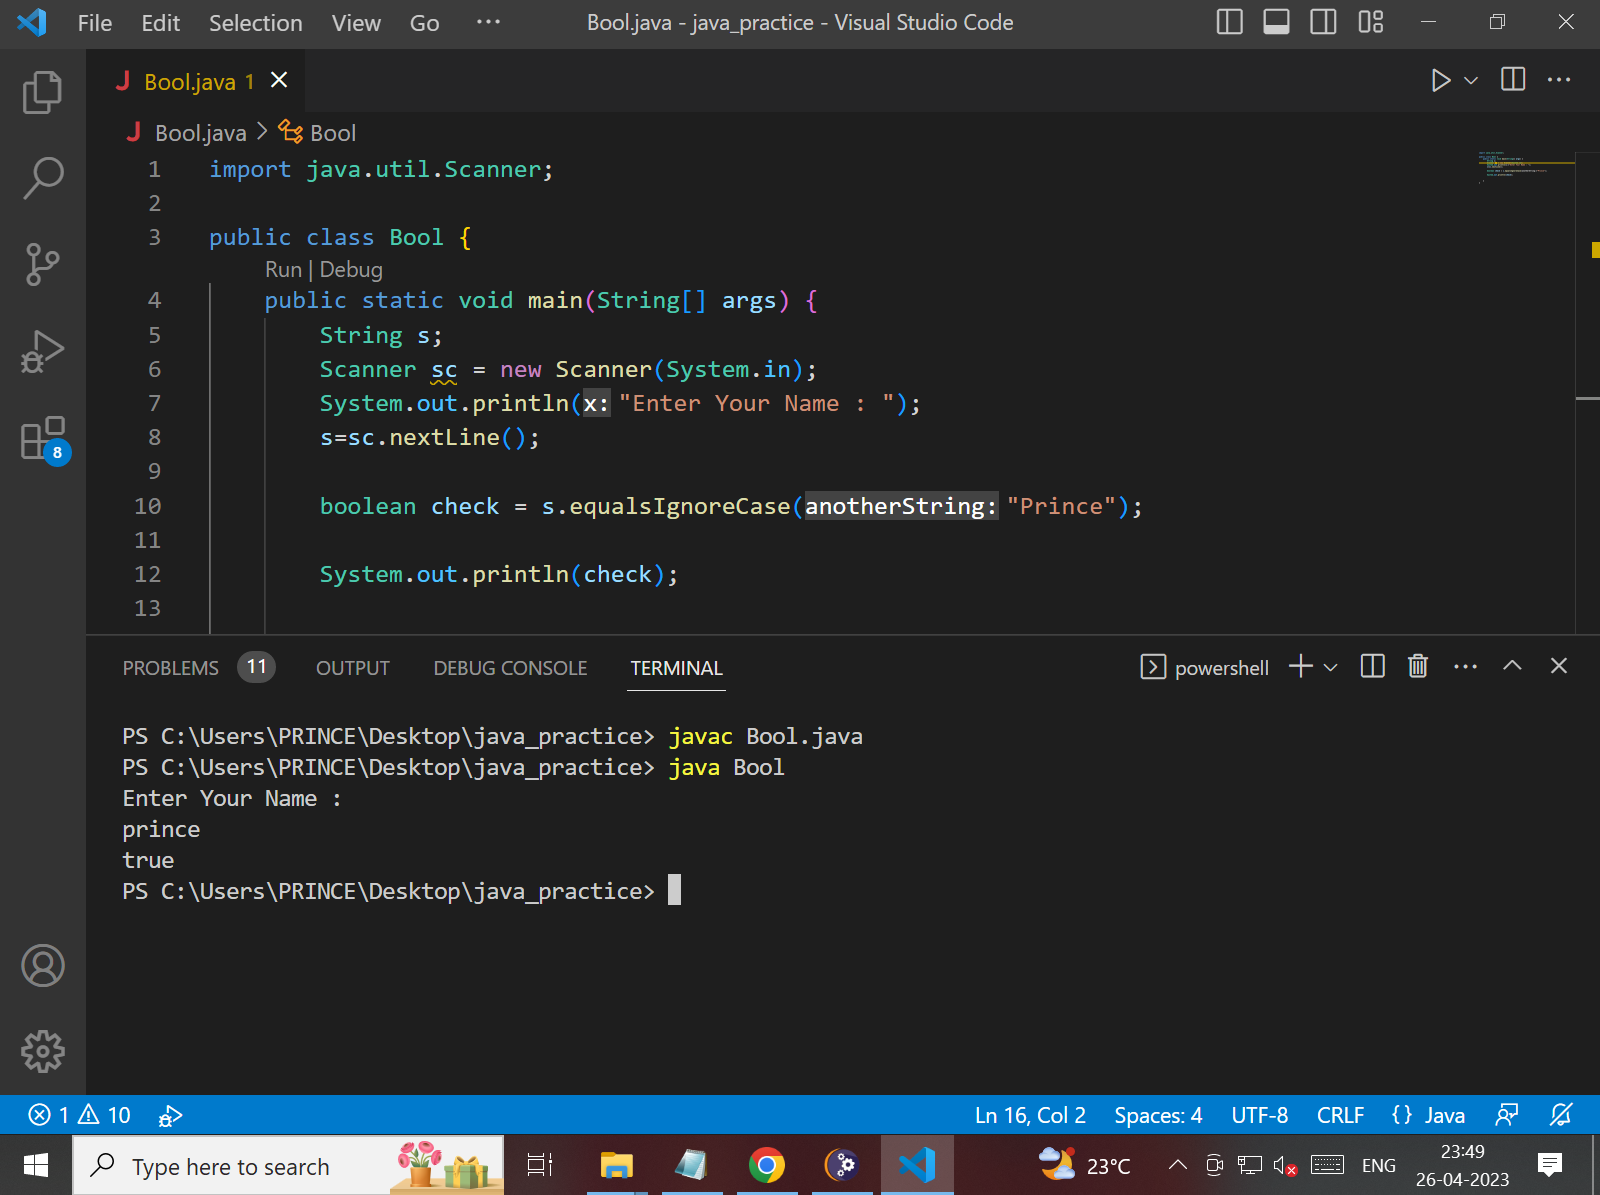 File Edit Selection View Go ··· Bool.java - java_practice - Visual Studio Code
J Bool.java 1
J Bool.java > Bool
1 import java.util.Scanner;
2
3 public class Bool {
Run | Debug
4 public static void main(String[] args) {
5 String s;
6 Scanner sc = new Scanner(System.in);
7 System.out.println(x: "Enter Your Name : ");
8 s=sc.nextLine();
9
10 boolean check = s.equalsIgnoreCase(anotherString: "Prince");
11
12 System.out.println(check);
13
8
PROBLEMS 11 OUTPUT DEBUG CONSOLE TERMINAL powershell
PS C:\Users\PRINCE\Desktop\java_practice> javac Bool.java
PS C:\Users\PRINCE\Desktop\java_practice> java Bool
Enter Your Name :
prince
true
PS C:\Users\PRINCE\Desktop\java_practice>
1 10 Ln 16, Col 2 Spaces: 4 UTF-8 CRLF {} Java
Type here to search 23°C ENG 23:49
26-04-2023